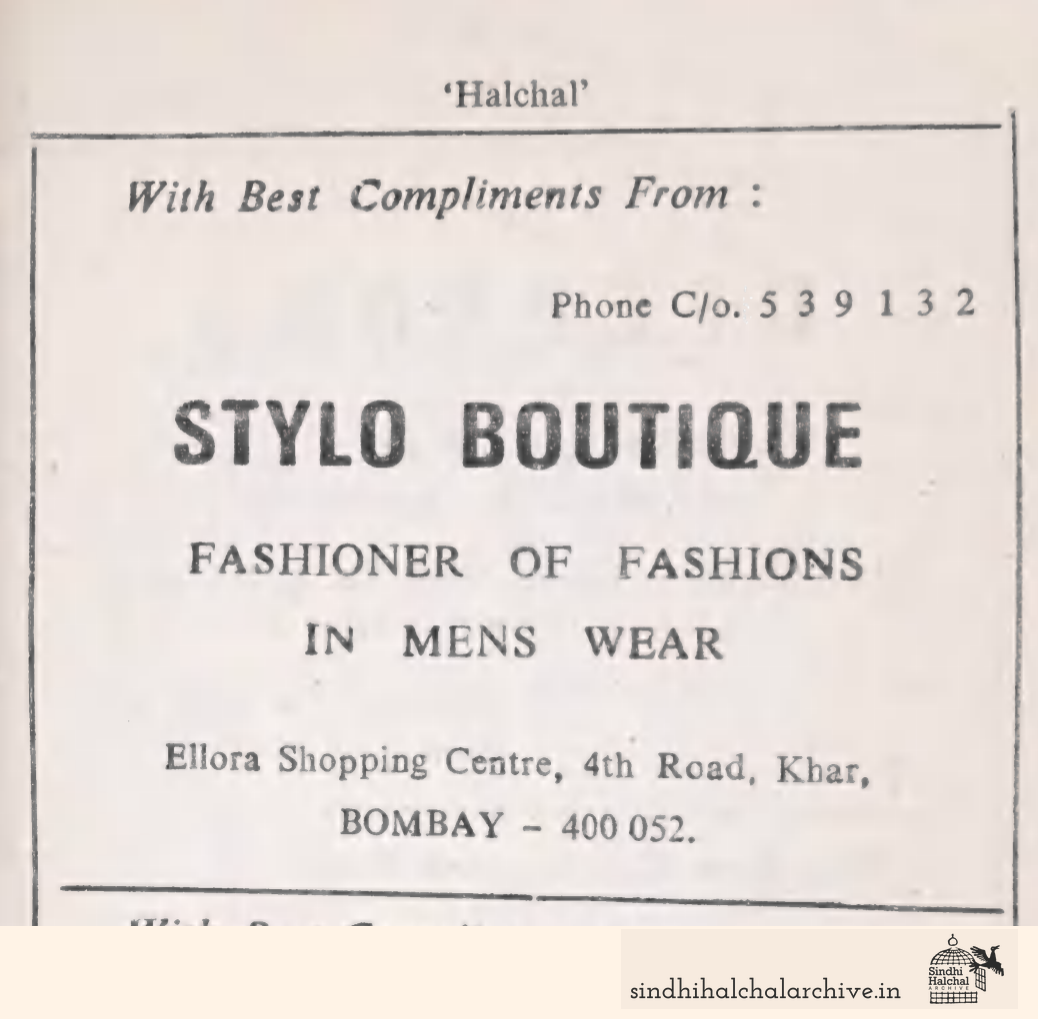 ‘Halchal’
With Best Compliments From :
Phone C/o. 5 3 9 1 3 2
STYLO BOUTIQUE
FASHIONER OF FASHIONS
IN MENS WEAR
Ellora Shopping Centre, 4th Road, Khar,
BOMBAY - 400 052.
sindhihalchalarchive.in
Sindhi
Halchal
ARCHIVE